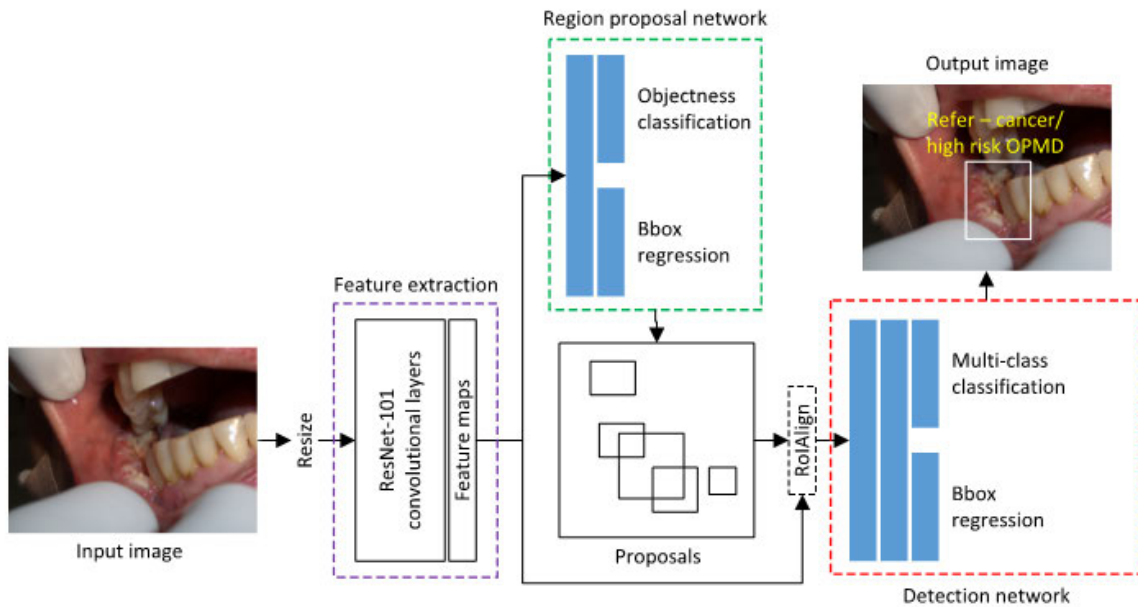 Region proposal network
Objectness
classification
Bbox
regression
Output image
Refer – cancer/
high risk OPMD
Feature extraction
ResNet-101
convolutional layers
Feature maps
Input image
Resize
Proposals
RoIAlign
Multi-class
classification
Bbox
regression
Detection network